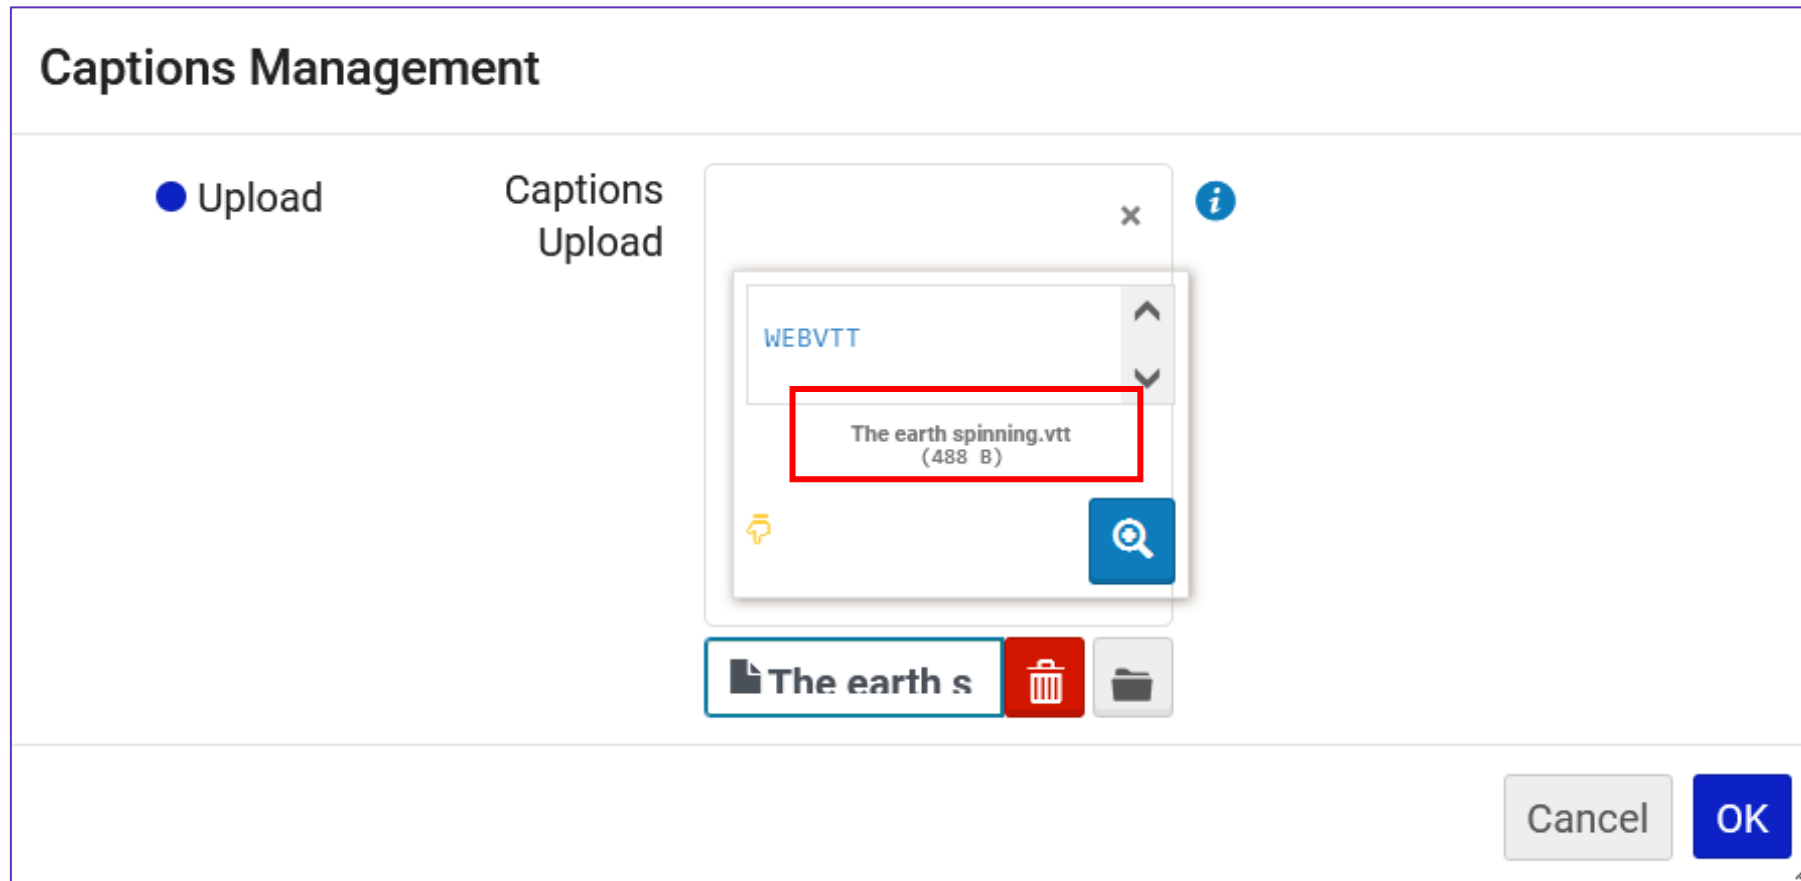 Captions Management
Upload
Captions
Upload
×
WEBVTT
The earth spinning.vtt
(488 B)
The earth s
Cancel
OK